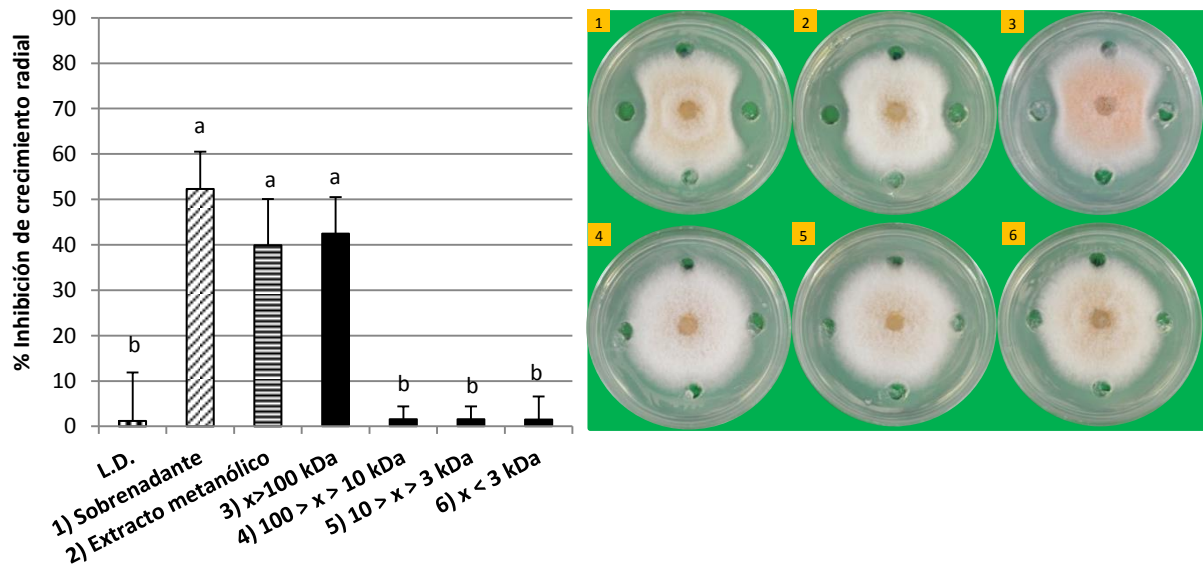 % Inhibición de crecimiento radial
90
80
70
60
50
40
30
20
10
0
b
a
a
a
b
b
b
L.D.
1) Sobrenadante
2) Extracto metanólico
3) x>100 kDa
4) 100 > x > 10 kDa
5) 10 > x > 3 kDa
6) x < 3 kDa
1
2
3
4
5
6